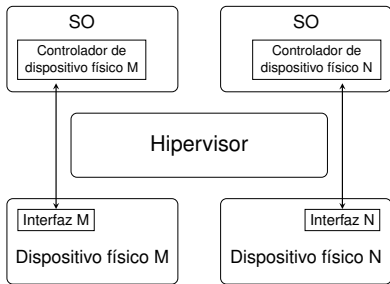 SO
Controlador de
dispositivo físico M
SO
Controlador de
dispositivo físico N
Hipervisor
Interfaz M
Dispositivo físico M
Interfaz N
Dispositivo físico N